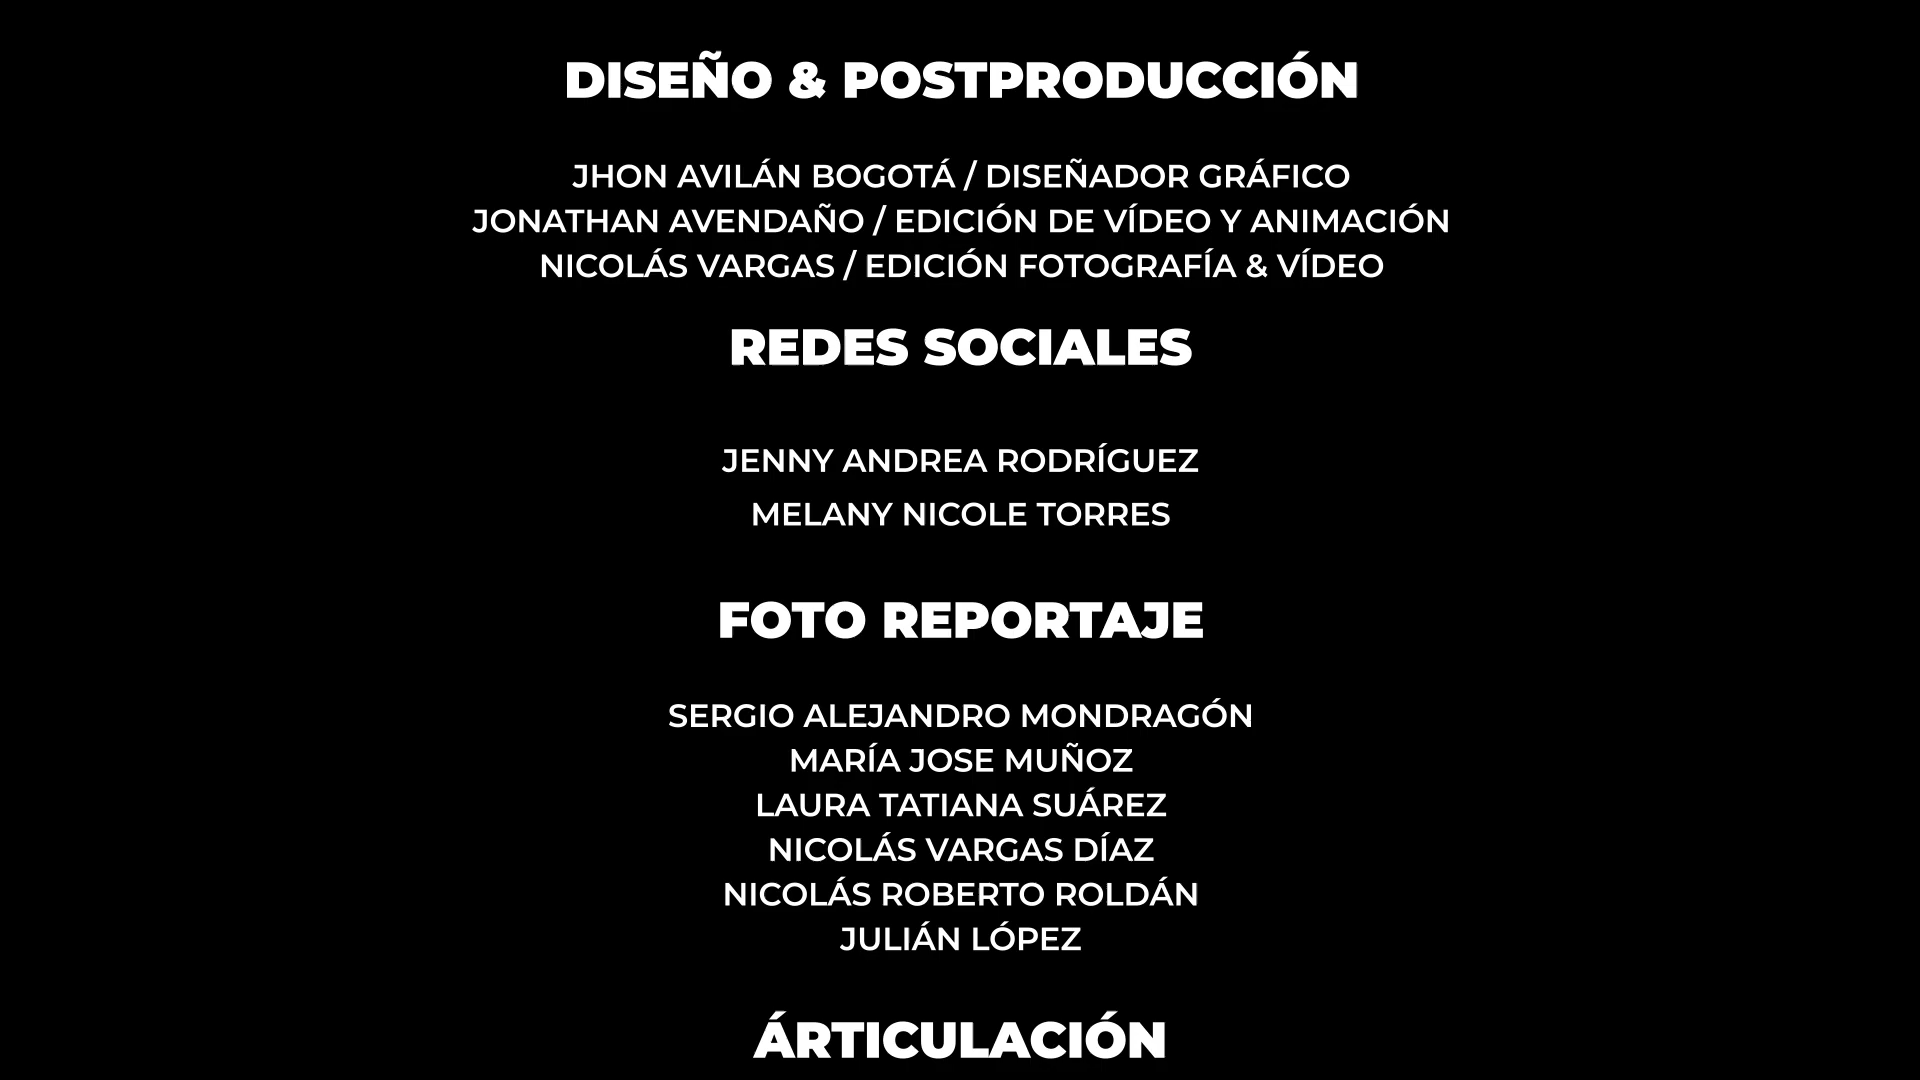 DISEÑO & POSTPRODUCCIÓN
JHON AVILÁN BOGOTÁ / DISEÑADOR GRÁFICO
JONATHAN AVENDAÑO / EDICIÓN DE VÍDEO Y ANIMACIÓN
NICOLÁS VARGAS / EDICIÓN FOTOGRAFÍA & VÍDEO
REDES SOCIALES
JENNY ANDREA RODRÍGUEZ
MELANY NICOLE TORRES
FOTO REPORTAJE
SERGIO ALEJANDRO MONDRAGÓN
MARÍA JOSE MUÑOZ
LAURA TATIANA SUÁREZ
NICOLÁS VARGAS DÍAZ
NICOLÁS ROBERTO ROLDÁN
JULIÁN LÓPEZ
ÁRTICULACIÓN